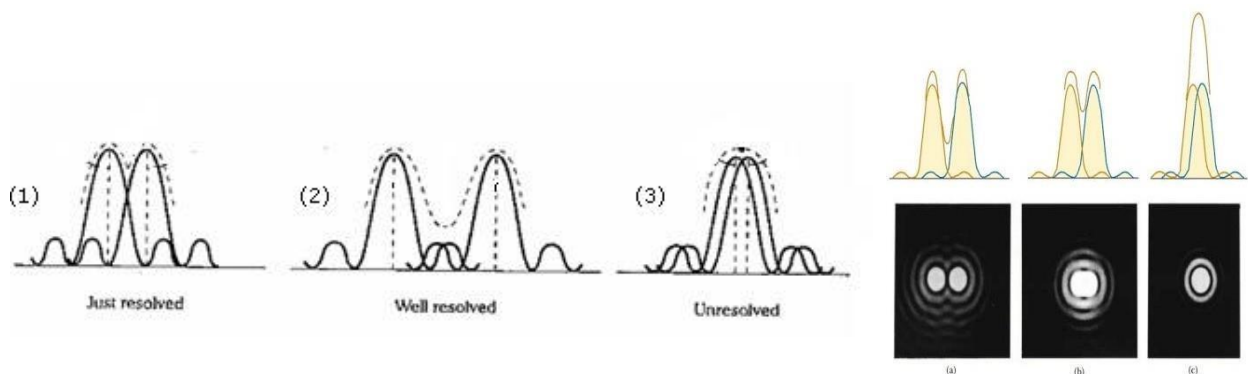 (1)
(2)
(3)
Just resolved
Well resolved
Unresolved
(a)
(b)
(c)